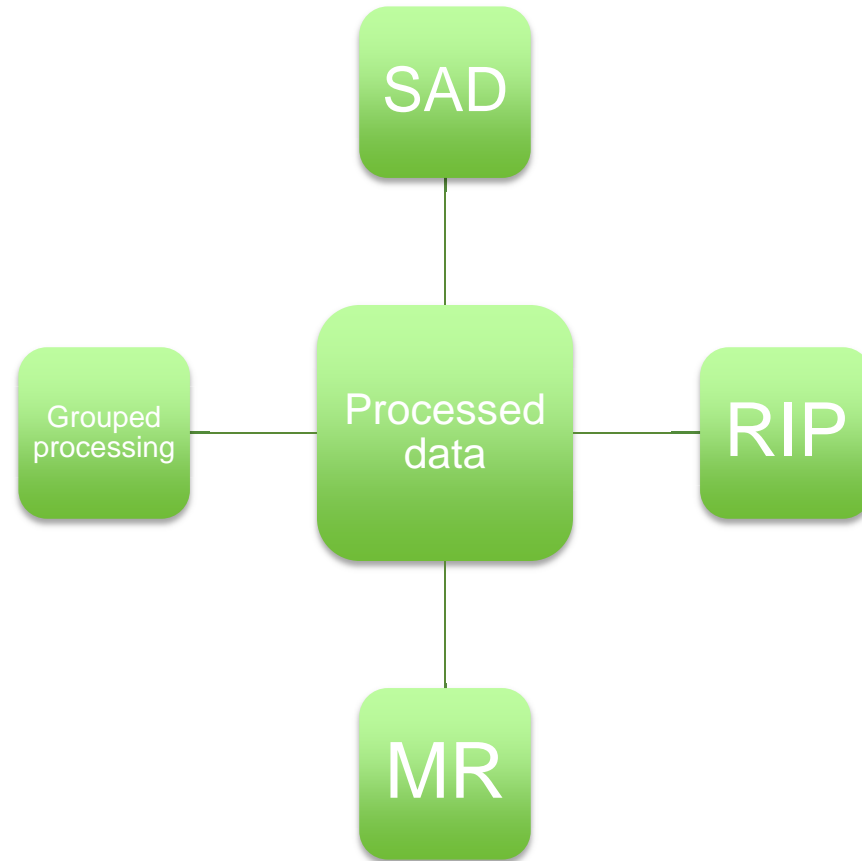 SAD
Grouped
processing
Processed
data
RIP
MR